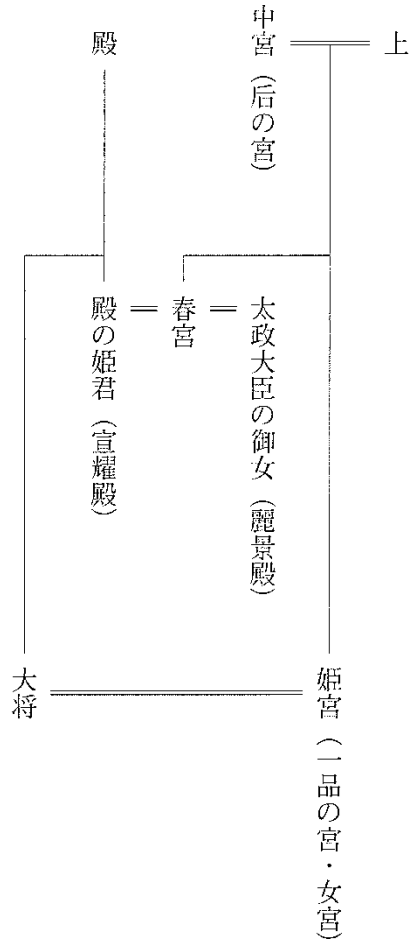 上
中宮（后の宮）
殿
太政大臣の御女（麗景殿）
春宮
殿の姫君（宣耀殿）
姫宮（一品の宮・女宮）
大将